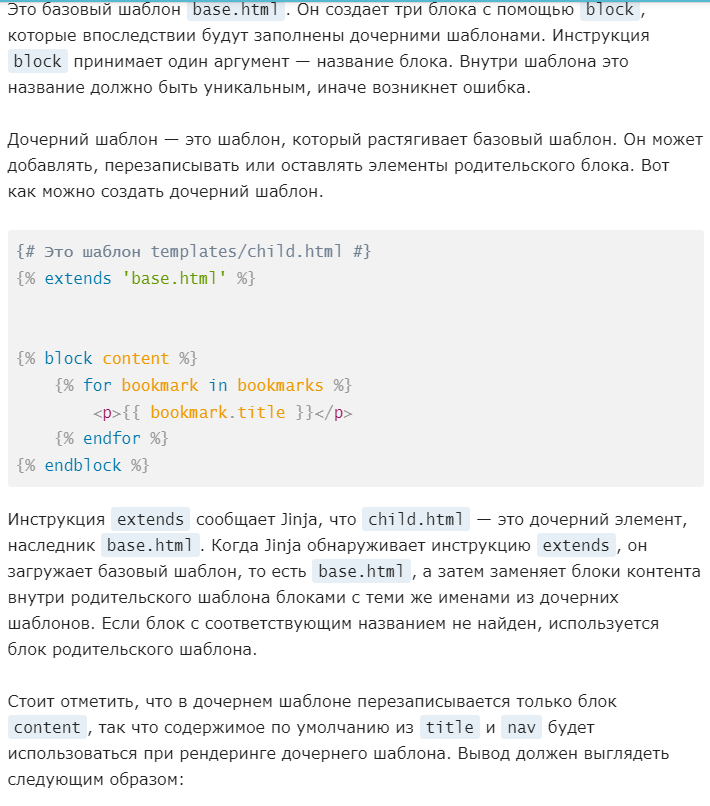 Это базовый шаблон base.html. Он создает три блока с помощью block,
которые впоследствии будут заполнены дочерними шаблонами. Инструкция
block принимает один аргумент — название блока. Внутри шаблона это
название должно быть уникальным, иначе возникнет ошибка.
Дочерний шаблон — это шаблон, который растягивает базовый шаблон. Он может
добавлять, перезаписывать или оставлять элементы родительского блока. Вот
как можно создать дочерний шаблон.
{# Это шаблон templates/child.html #}
{% extends 'base.html' %}
{% block content %}
    {% for bookmark in bookmarks %}
        <p>{{ bookmark.title }}</p>
    {% endfor %}
{% endblock %}
Инструкция extends сообщает Jinja, что child.html — это дочерний элемент,
наследник base.html. Когда Jinja обнаруживает инструкцию extends, он
загружает базовый шаблон, то есть base.html, а затем заменяет блоки контента
внутри родительского шаблона блоками с теми же именами из дочерних
шаблонов. Если блок с соответствующим названием не найден, используется
блок родительского шаблона.
Стоит отметить, что в дочернем шаблоне перезаписывается только блок
content, так что содержимое по умолчанию из title и nav будет
использоваться при рендеринге дочернего шаблона. Вывод должен выглядеть
следующим образом: